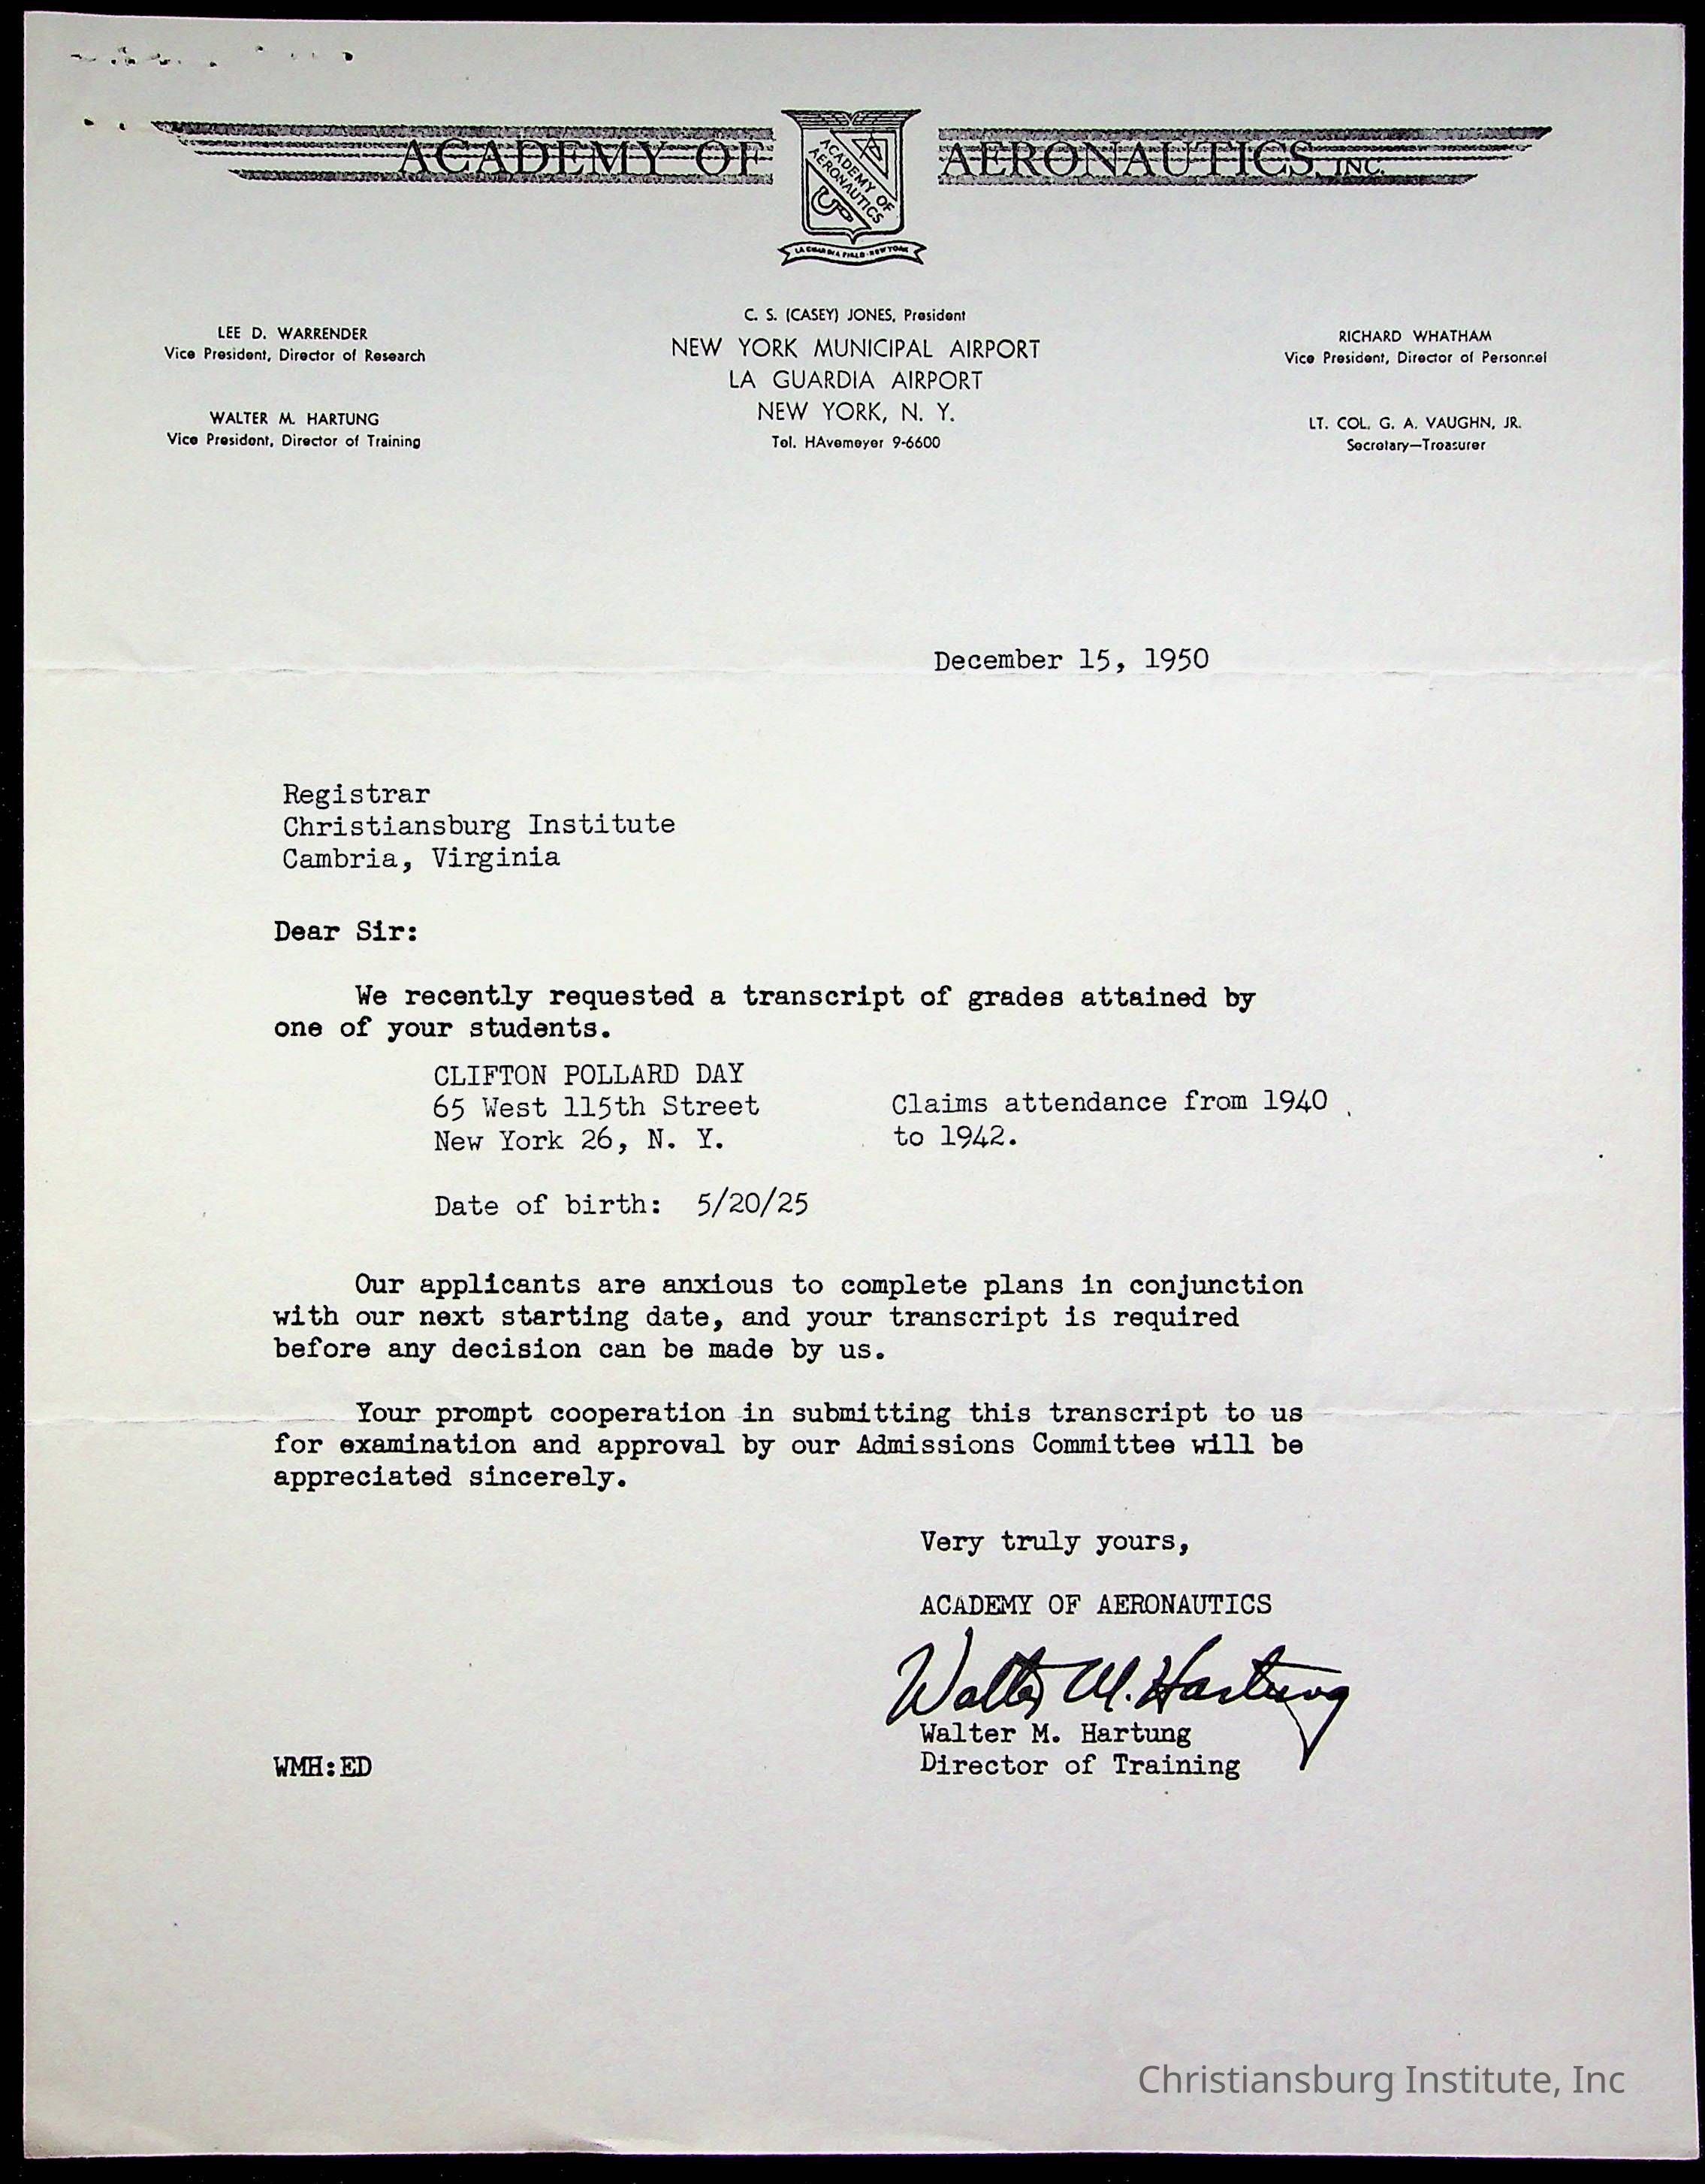 ACADEMY OF AERONAUTICS, INC.
ACADEMY OF
AERONAUTICS
LA GUARDIA FIELD - NEW YORK
LEE D. WARRENDER
Vice President, Director of Research
WALTER M. HARTUNG
Vice President, Director of Training
C. S. (CASEY) JONES, President
NEW YORK MUNICIPAL AIRPORT
LA GUARDIA AIRPORT
NEW YORK, N. Y.
Tel. HAvemeyer 9-6600
RICHARD WHATHAM
Vice President, Director of Personnel
LT. COL. G. A. VAUGHN, JR.
Secretary—Treasurer
December 15, 1950
Registrar
Christiansburg Institute
Cambria, Virginia
Dear Sir:
We recently requested a transcript of grades attained by
one of your students.
CLIFTON POLLARD DAY
65 West 115th Street
New York 26, N. Y.
Claims attendance from 1940
to 1942.
Date of birth: 5/20/25
Our applicants are anxious to complete plans in conjunction
with our next starting date, and your transcript is required
before any decision can be made by us.
Your prompt cooperation in submitting this transcript to us
for examination and approval by our Admissions Committee will be
appreciated sincerely.
Very truly yours,
ACADEMY OF AERONAUTICS
Walter M. Hartung
Walter M. Hartung
Director of Training
WMH:ED
Christiansburg Institute, Inc